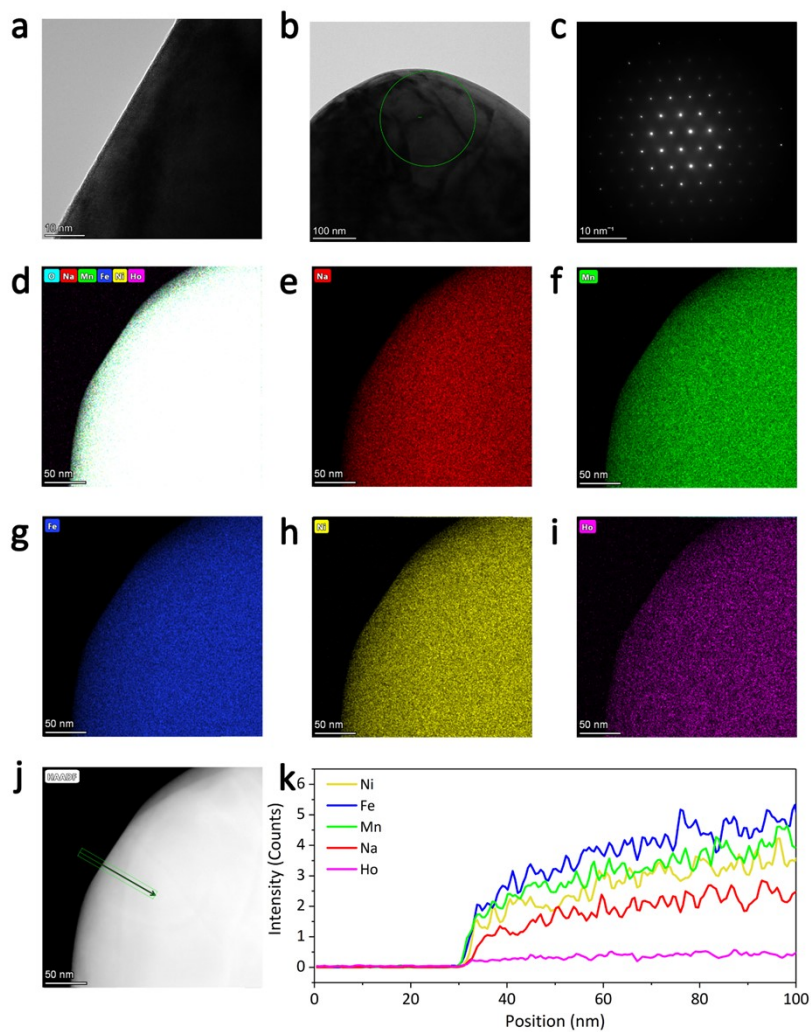 a
10 nm
b
100 nm
c
10 nm⁻¹
d
O Na Mn Fe Ni Ho
50 nm
e
Na
50 nm
f
Mn
50 nm
g
Fe
50 nm
h
Ni
50 nm
i
Ho
50 nm
j
HAADF
50 nm
k
Intensity (Counts)
6
5
4
3
2
1
0
Ni
Fe
Mn
Na
Ho
0 20 40 60 80 100
Position (nm)